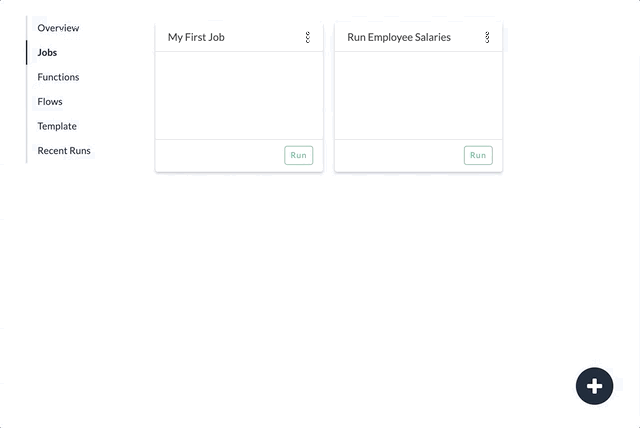 Overview
Jobs
Functions
Flows
Template
Recent Runs
My First Job
Run
Run Employee Salaries
Run